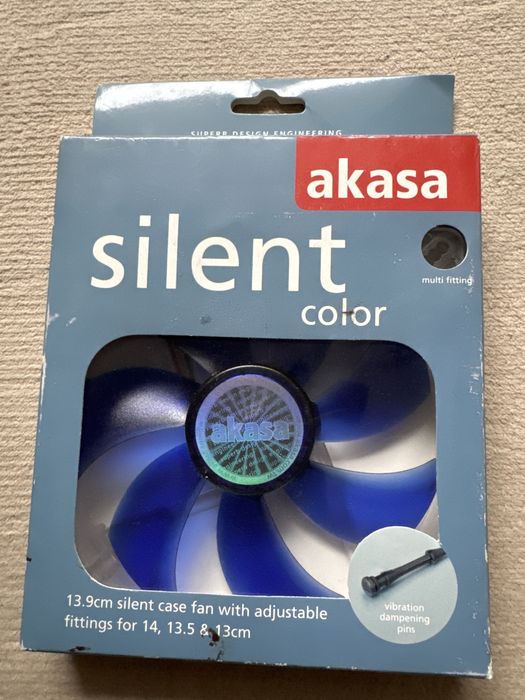 SUPERB DESIGN ENGINEERING
akasa
silent
color
multi fitting
akasa
13.9cm silent case fan with adjustable
fittings for 14, 13.5 & 13cm
vibration
dampening
pins